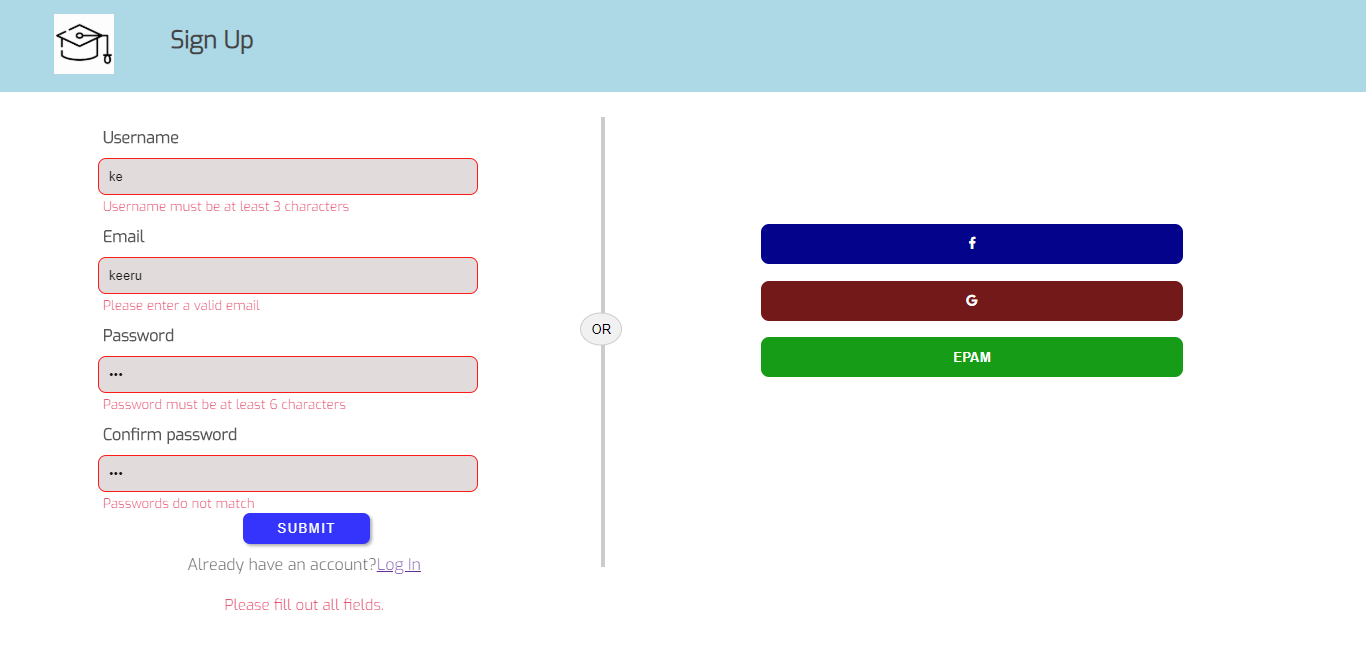 Sign Up
Username
ke
Username must be at least 3 characters
Email
keeru
Please enter a valid email
Password
•••
Password must be at least 6 characters
Confirm password
•••
Passwords do not match
SUBMIT
Already have an account?Log In
Please fill out all fields.
OR
f
G
EPAM